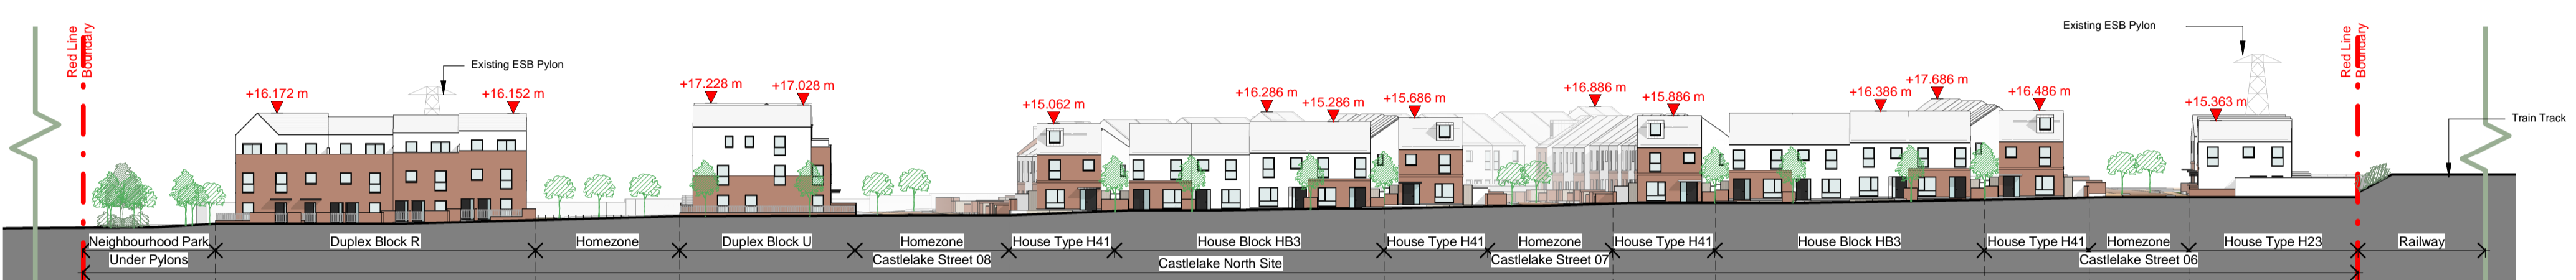 Red Line
Boundary
Existing ESB Pylon
+16.172 m
+16.152 m
+17.228 m
+17.028 m
+15.062 m
+16.286 m
+15.286 m
+15.686 m
+16.886 m
+15.886 m
+16.386 m
+17.686 m
+16.486 m
+15.363 m
Existing ESB Pylon
Red Line
Boundary
Train Track
Neighbourhood Park
Under Pylons
Duplex Block R
Homezone
Duplex Block U
Homezone
Castlelake Street 08
House Type H41
House Block HB3
House Type H41
Homezone
Castlelake Street 07
House Type H41
House Block HB3
House Type H41
Homezone
Castlelake Street 06
House Type H23
Railway
Castlelake North Site